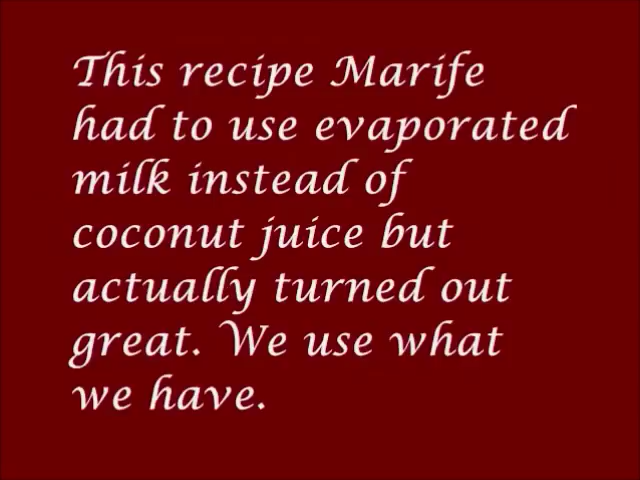 This recipe Marife
had to use evaporated
milk instead of
coconut juice but
actually turned out
great. We use what
we have.